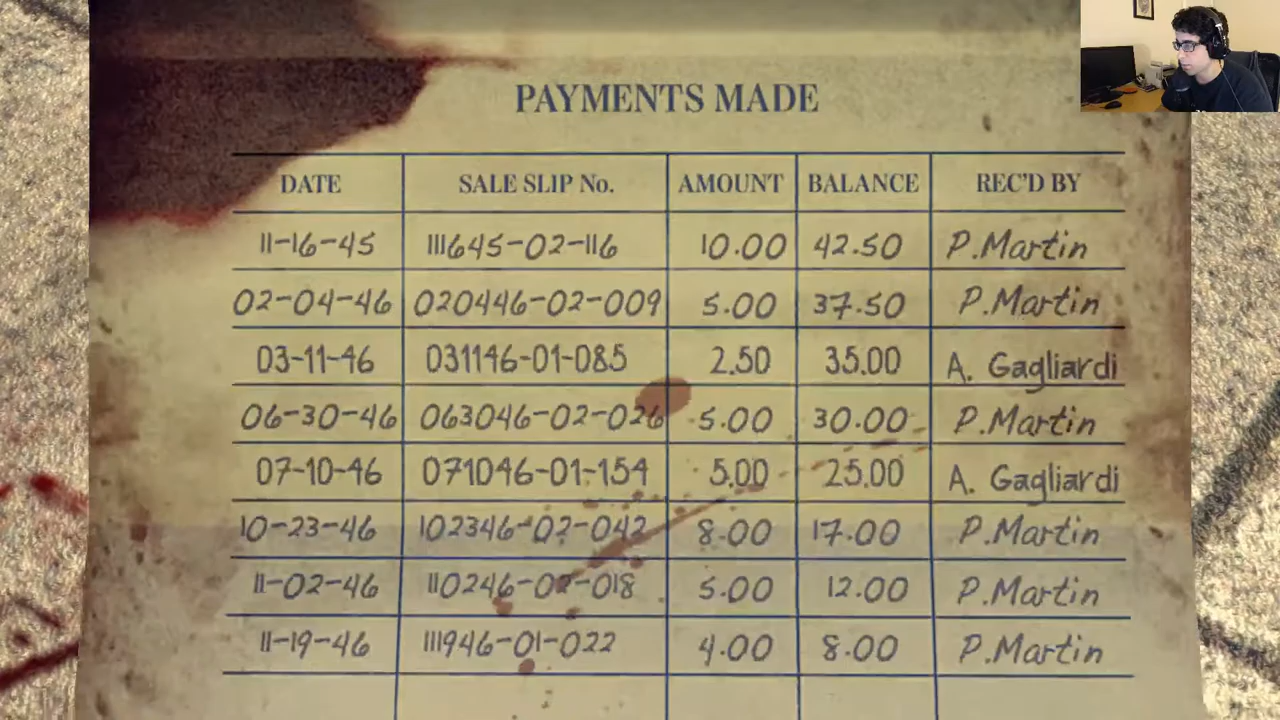 PAYMENTS MADE
DATE SALE SLIP No. AMOUNT BALANCE REC'D BY
11-16-45 111645-02-116 10.00 42.50 P.Martin
02-04-46 020446-02-009 5.00 37.50 P.Martin
03-11-46 031146-01-085 2.50 35.00 A. Gagliardi
06-30-46 063046-02-026 5.00 30.00 P.Martin
07-10-46 071046-01-154 5.00 25.00 A. Gagliardi
10-23-46 102346-02-042 8.00 17.00 P.Martin
11-02-46 110246-02-018 5.00 12.00 P.Martin
11-19-46 111946-01-022 4.00 8.00 P.Martin